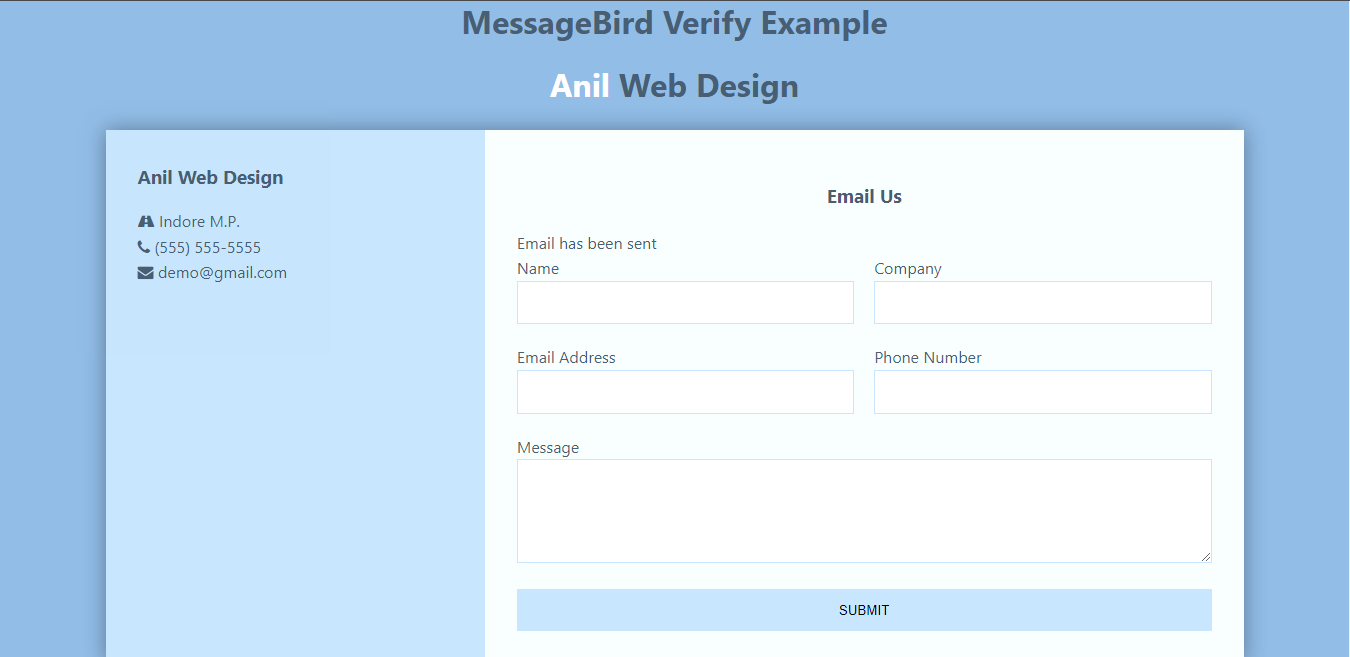 MessageBird Verify Example
Anil Web Design
Anil Web Design
Indore M.P.
(555) 555-5555
demo@gmail.com
Email Us
Email has been sent
Name
Company
Email Address
Phone Number
Message
SUBMIT